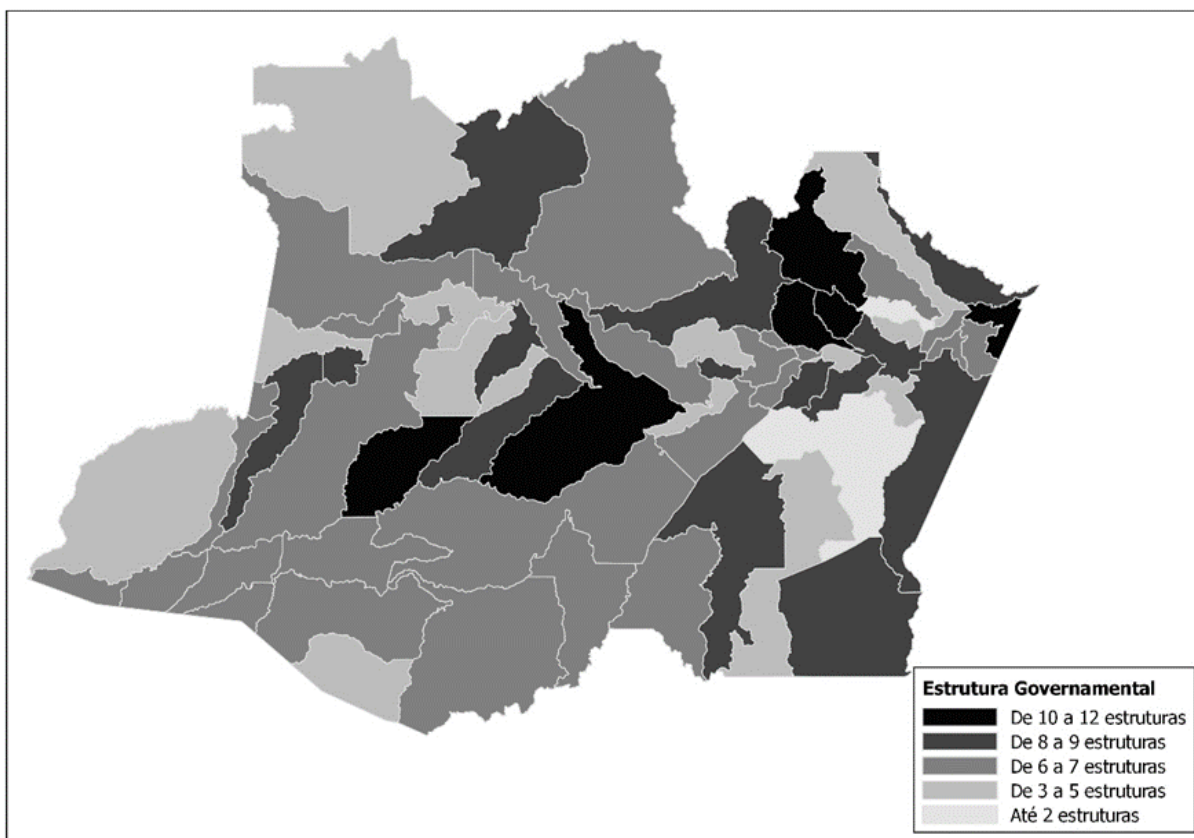 Estrutura Governamental
De 10 a 12 estruturas
De 8 a 9 estruturas
De 6 a 7 estruturas
De 3 a 5 estruturas
Até 2 estruturas